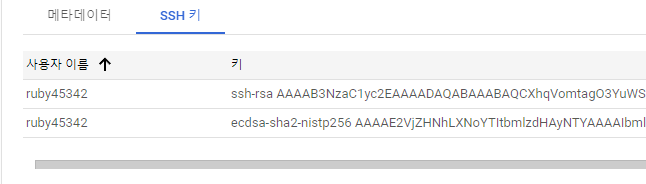 메타데이터 SSH 키
사용자 이름 키
ruby45342 ssh-rsa AAAAB3NzaC1yc2EAAAADAQABAAABAQCXhqVomtagO3YuWS
ruby45342 ecdsa-sha2-nistp256 AAAAE2VjZHNhLXNoYTItbmlzdHAyNTYAAAAIbml